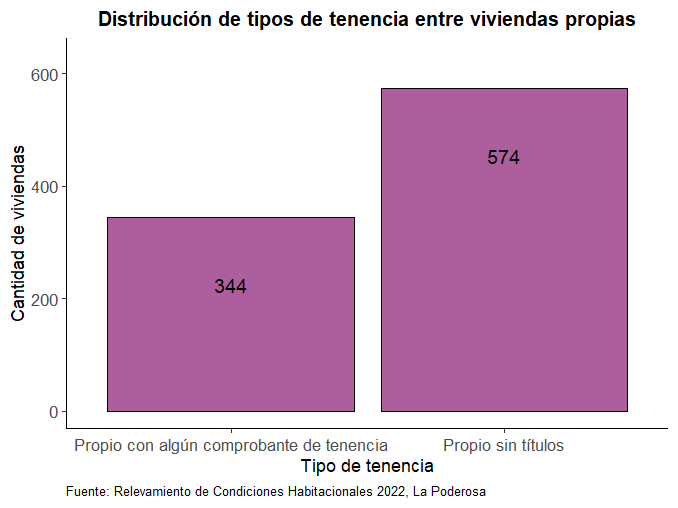 Distribución de tipos de tenencia entre viviendas propias
Cantidad de viviendas
600
400
200
0
344
574
Propio con algún comprobante de tenencia
Propio sin títulos
Tipo de tenencia
Fuente: Relevamiento de Condiciones Habitacionales 2022, La Poderosa